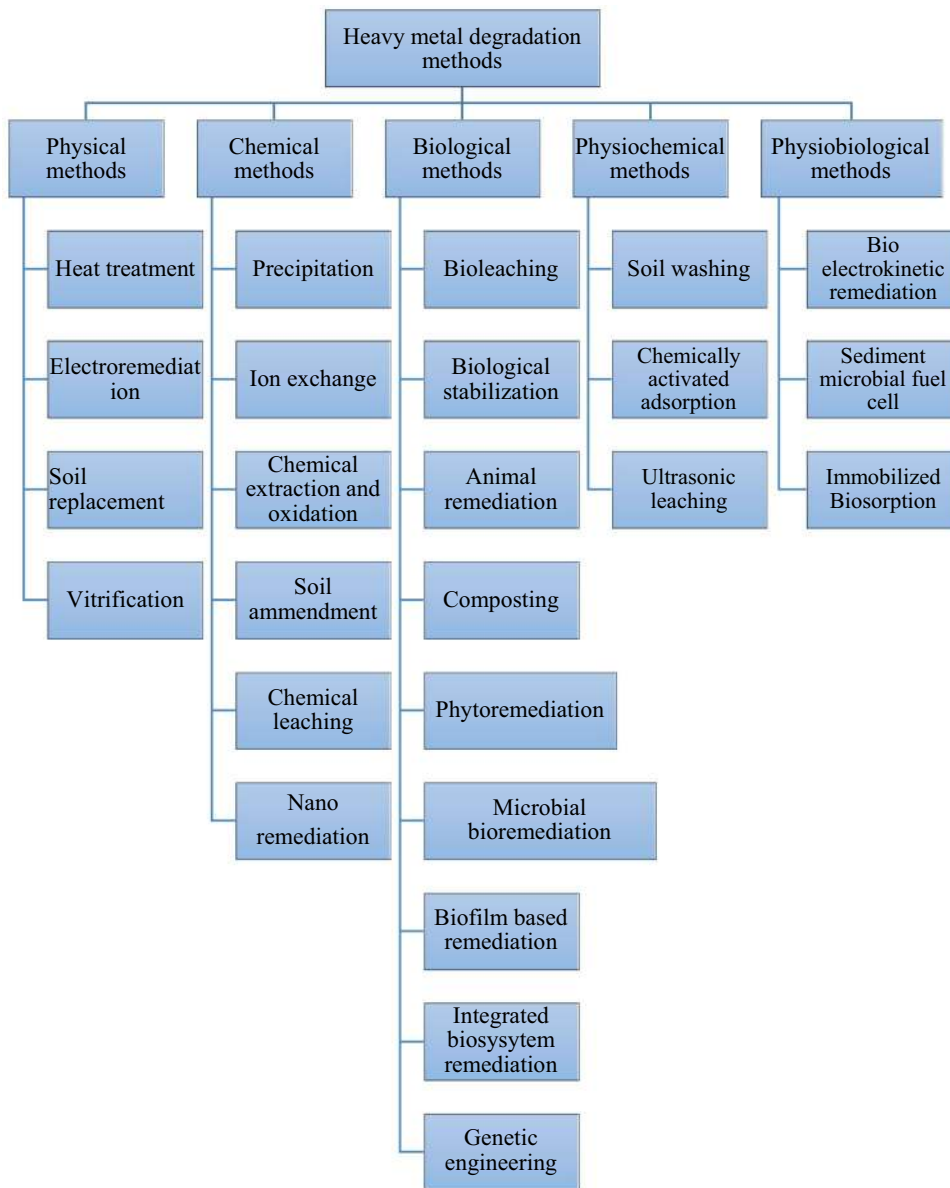 Heavy metal degradation
methods
Physical
methods
Heat treatment
Electroremediat
ion
Soil
replacement
Vitrification
Chemical
methods
Precipitation
Ion exchange
Chemical
extraction and
oxidation
Soil
ammendment
Chemical
leaching
Nano
remediation
Biological
methods
Bioleaching
Biological
stabilization
Animal
remediation
Composting
Phytoremediation
Microbial
bioremediation
Biofilm based
remediation
Integrated
biosysytem
remediation
Genetic
engineering
Physiochemical
methods
Soil washing
Chemically
activated
adsorption
Ultrasonic
leaching
Physiobiological
methods
Bio
electrokinetic
remediation
Sediment
microbial fuel
cell
Immobilized
Biosorption